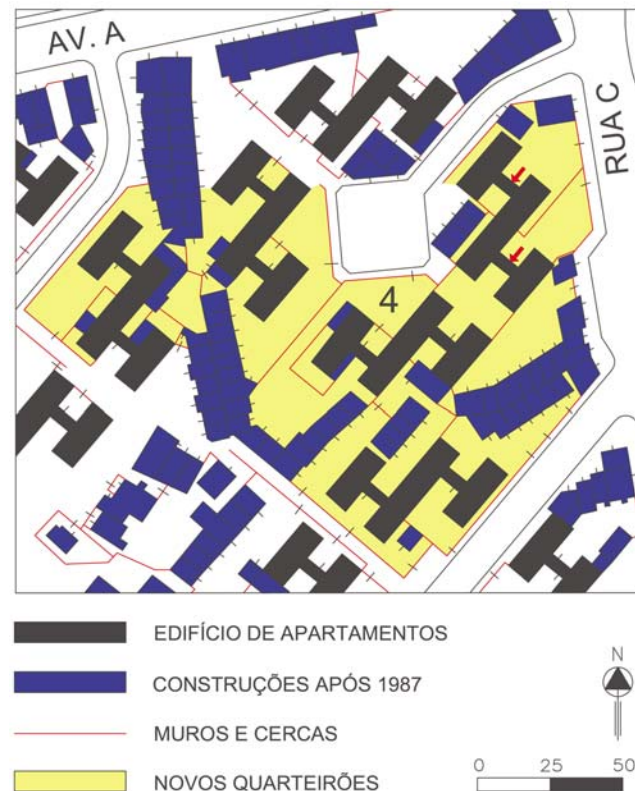 AV. A
RUA C
4
EDIFÍCIO DE APARTAMENTOS
CONSTRUÇÕES APÓS 1987
MUROS E CERCAS
NOVOS QUARTEIRÕES
N
0 25 50